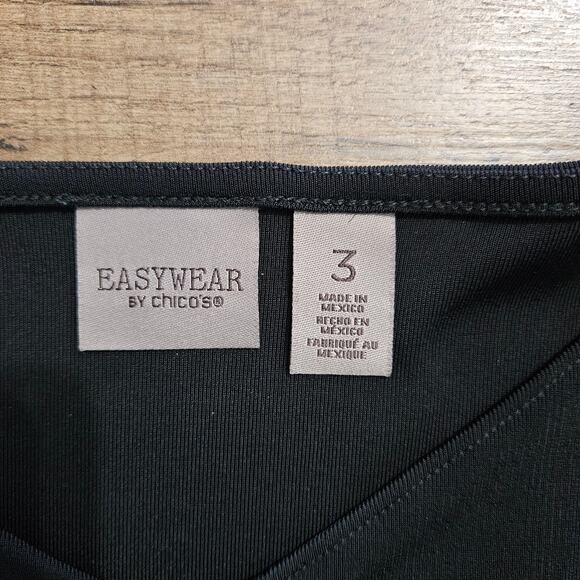 EASYWEAR
BY chico's®
3
MADE IN
MEXICO
HECHO EN
MÉXICO
FABRIQUÉ AU
MEXIQUE